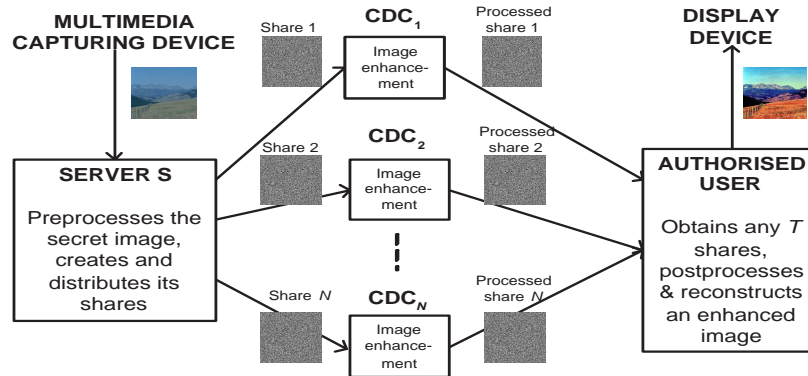 MULTIMEDIA
CAPTURING DEVICE
SERVER S
Preprocesses the
secret image,
creates and
distributes its
shares
Share 1
CDC1
Image
enhance-
ment
Processed
share 1
Share 2
CDC2
Image
enhance-
ment
Processed
share 2
Share N
CDCN
Image
enhance-
ment
Processed
share N
DISPLAY
DEVICE
AUTHORISED
USER
Obtains any T
shares,
postprocesses
& reconstructs
an enhanced
image